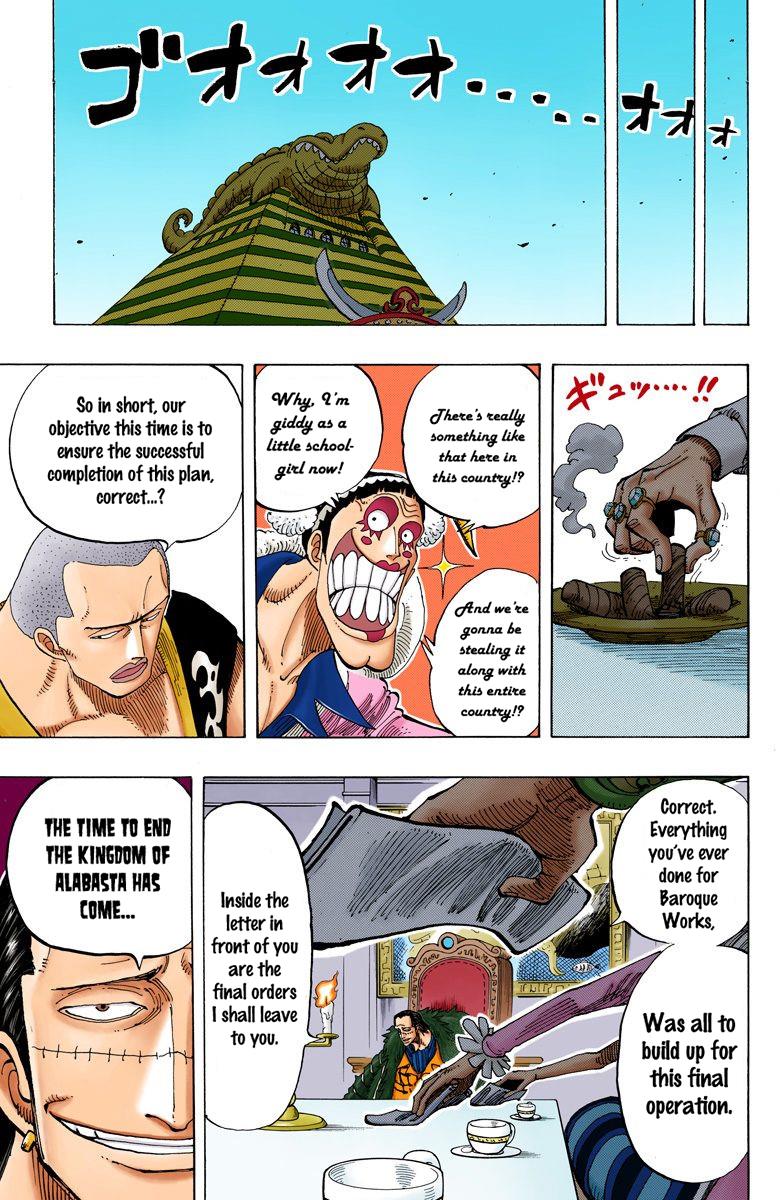 ゴオオオオ・・・・・オオォ
ギュッ・・・・!!
There's really
something like
that here in
this country!?
Why, I'm
giddy as a
little school-
girl now!
And we're
gonna be
stealing it
along with
this entire
country!?
So in short, our
objective this time is to
ensure the successful
completion of this plan,
correct...?
Correct.
Everything
you've ever
done for
Baroque
Works,
Was all to
build up for
this final
operation.
Inside the
letter in
front of you
are the
final orders
I shall leave
to you.
THE TIME TO END
THE KINGDOM OF
ALABASTA HAS
COME...